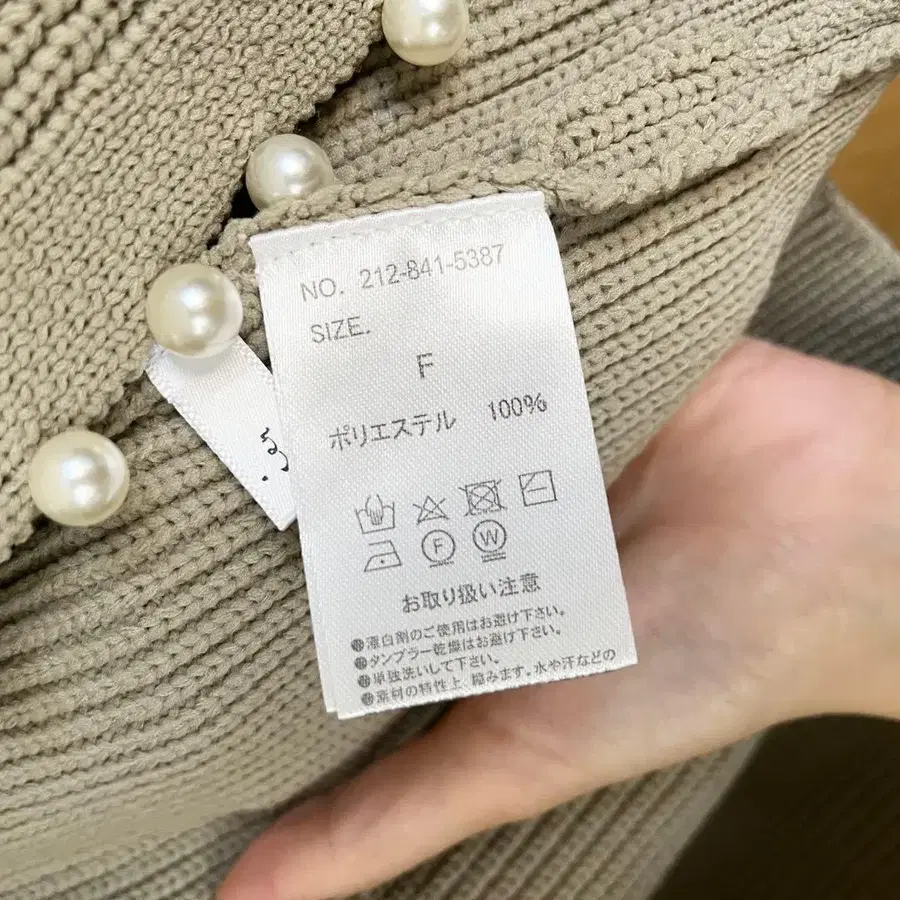 NO. 212-841-5387
SIZE.
F
ポリエステル 100%
F W
お取り扱い注意
※漂白剤のご使用はお避け下さい。
※タンブラー乾燥はお避け下さい。
※単独洗いして下さい。
※素材の特性上、縮みます。水や汗などの